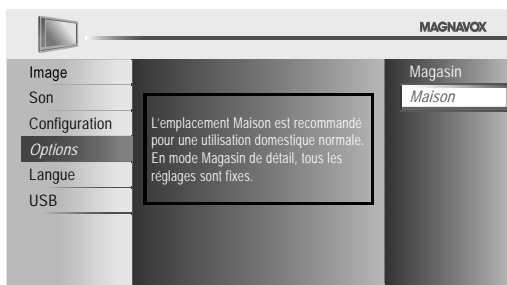 MAGNAVOX
Image
Son
Configuration
Options
Langue
USB
L'emplacement Maison est recommandé
pour une utilisation domestique normale.
En mode Magasin de détail, tous les
réglages sont fixes.
Magasin
Maison